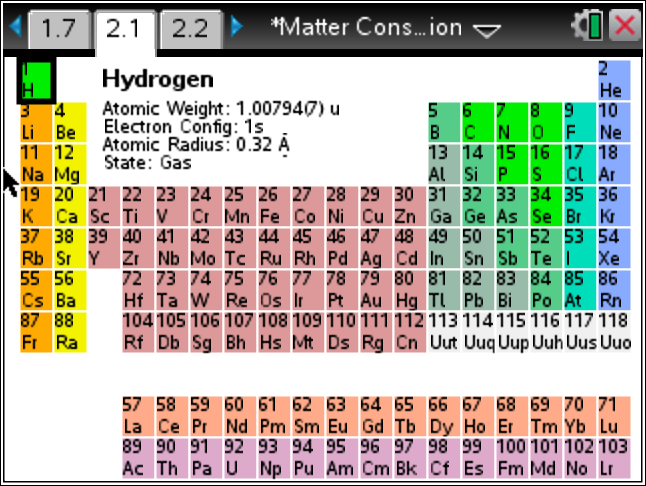 1.7 2.1 2.2 *Matter Cons...ion
1 2
H Hydrogen He
3 4 Atomic Weight: 1.00794(7) u 5 6 7 8 9 10
Li Be Electron Config: 1s B C N O F Ne
11 12 Atomic Radius: 0.32 Å 13 14 15 16 17 18
Na Mg State: Gas Al Si P S Cl Ar
19 20 21 22 23 24 25 26 27 28 29 30 31 32 33 34 35 36
K Ca Sc Ti V Cr Mn Fe Co Ni Cu Zn Ga Ge As Se Br Kr
37 38 39 40 41 42 43 44 45 46 47 48 49 50 51 52 53 54
Rb Sr Y Zr Nb Mo Tc Ru Rh Pd Ag Cd In Sn Sb Te I Xe
55 56 72 73 74 75 76 77 78 79 80 81 82 83 84 85 86
Cs Ba Hf Ta W Re Os Ir Pt Au Hg Tl Pb Bi Po At Rn
87 88 104 105 106 107 108 109 110 111 112 113 114 115 116 117 118
Fr Ra Rf Db Sg Bh Hs Mt Ds Rg Cn Uut Uuq Uup Uuh Uus Uuo
57 58 59 60 61 62 63 64 65 66 67 68 69 70 71
La Ce Pr Nd Pm Sm Eu Gd Tb Dy Ho Er Tm Yb Lu
89 90 91 92 93 94 95 96 97 98 99 100 101 102 103
Ac Th Pa U Np Pu Am Cm Bk Cf Es Fm Md No Lr